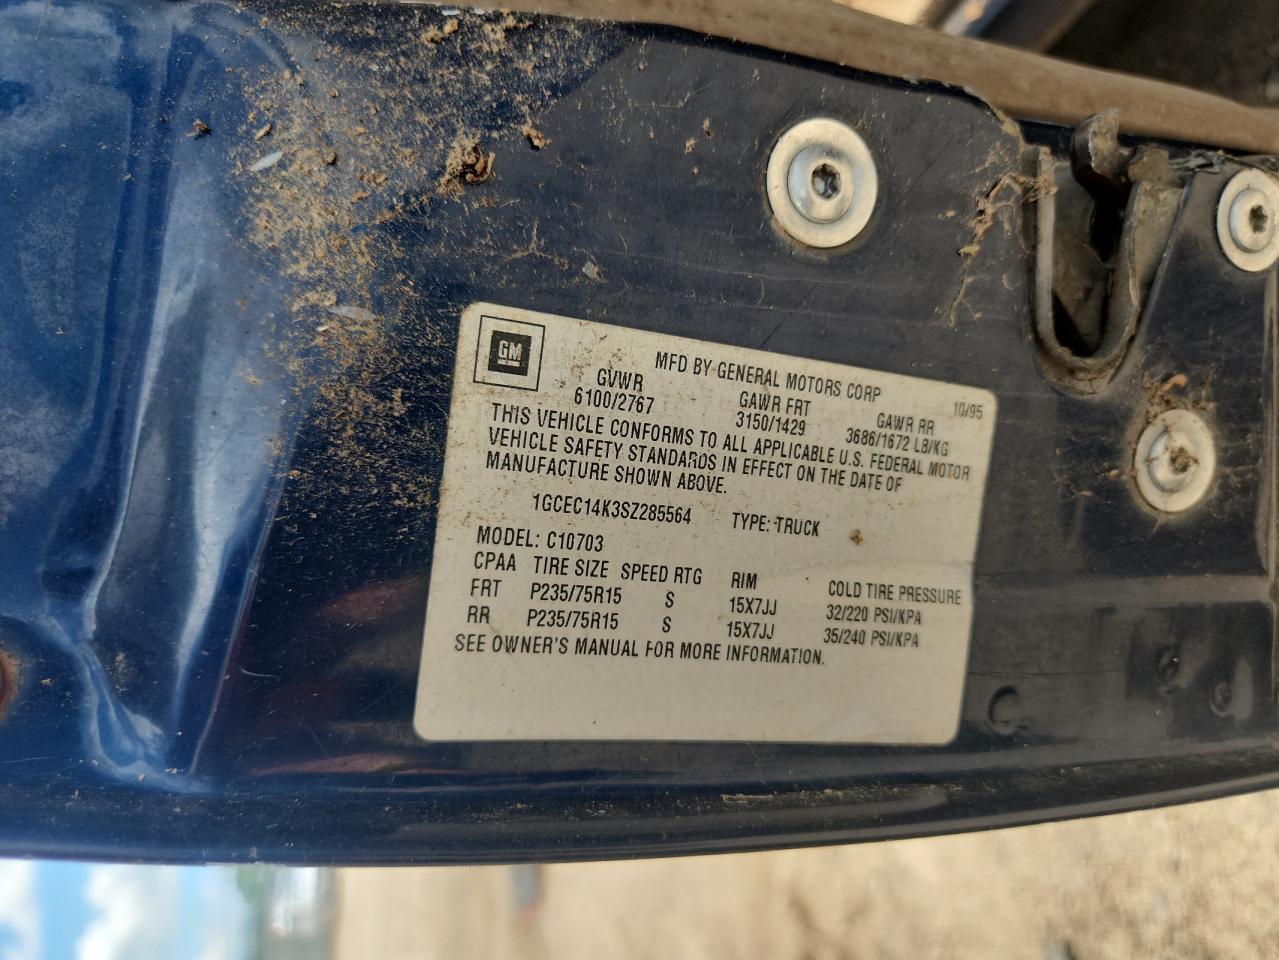 GM
MFD BY GENERAL MOTORS CORP 10/95
GVWR GAWR FRT GAWR RR
6100/2767 3150/1429 3686/1672 LB/KG
THIS VEHICLE CONFORMS TO ALL APPLICABLE U.S. FEDERAL MOTOR
VEHICLE SAFETY STANDARDS IN EFFECT ON THE DATE OF
MANUFACTURE SHOWN ABOVE.
1GCEC14K3SZ285564 TYPE: TRUCK
MODEL: C10703
CPAA TIRE SIZE SPEED RTG RIM COLD TIRE PRESSURE
FRT P235/75R15 S 15X7JJ 32/220 PSI/KPA
RR P235/75R15 S 15X7JJ 35/240 PSI/KPA
SEE OWNER'S MANUAL FOR MORE INFORMATION.